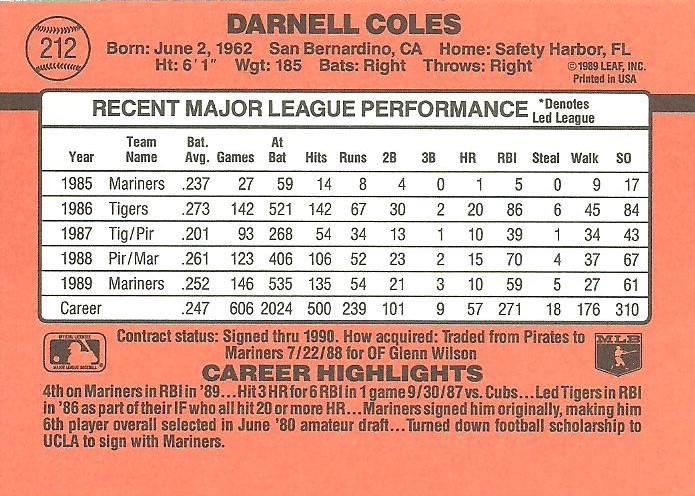 212
DARNELL COLES
Born: June 2, 1962 San Bernardino, CA Home: Safety Harbor, FL
Ht: 6'1" Wgt: 185 Bats: Right Throws: Right ©1989 LEAF, INC.
Printed in USA
RECENT MAJOR LEAGUE PERFORMANCE *Denotes Led League
Year Team Name Bat. Avg. Games At Bat Hits Runs 2B 3B HR RBI Steal Walk SO
1985 Mariners .237 27 59 14 8 4 0 1 5 0 9 17
1986 Tigers .273 142 521 142 67 30 2 20 86 6 45 84
1987 Tig/Pir .201 93 268 54 34 13 1 10 39 1 34 43
1988 Pir/Mar .261 123 406 106 52 23 2 15 70 4 37 67
1989 Mariners .252 146 535 135 54 21 3 10 59 5 27 61
Career .247 606 2024 500 239 101 9 57 271 18 176 310
Contract status: Signed thru 1990. How acquired: Traded from Pirates to
Mariners 7/22/88 for OF Glenn Wilson
MLB
CAREER HIGHLIGHTS
4th on Mariners in RBI in '89...Hit 3 HR for 6 RBI in 1 game 9/30/87 vs. Cubs...Led Tigers in RBI
in '86 as part of their IF who all hit 20 or more HR...Mariners signed him originally, making him
6th player overall selected in June '80 amateur draft...Turned down football scholarship to
UCLA to sign with Mariners.